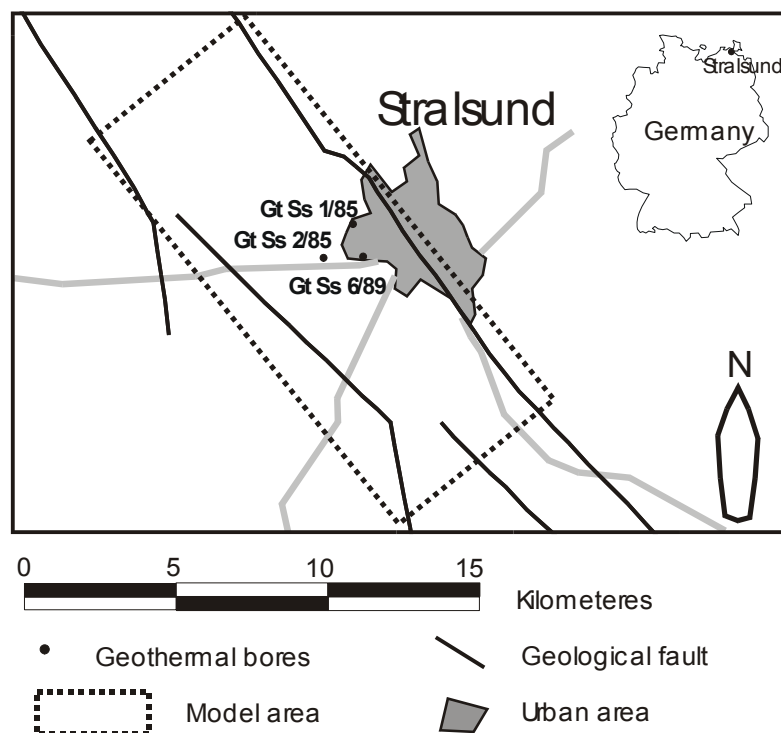 Stralsund
Stralsund
Germany
Gt Ss 1/85
Gt Ss 2/85
Gt Ss 6/89
N
0 5 10 15
Kilometeres
Geothermal bores
Geological fault
Model area
Urban area